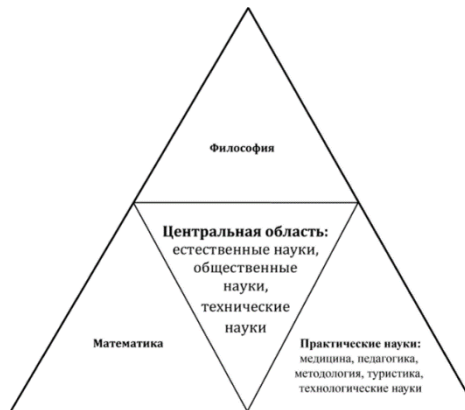 Философия
Центральная область:
естественные науки,
общественные
науки,
технические
науки
Математика
Практические науки:
медицина, педагогика,
методология, туристика,
технологические науки